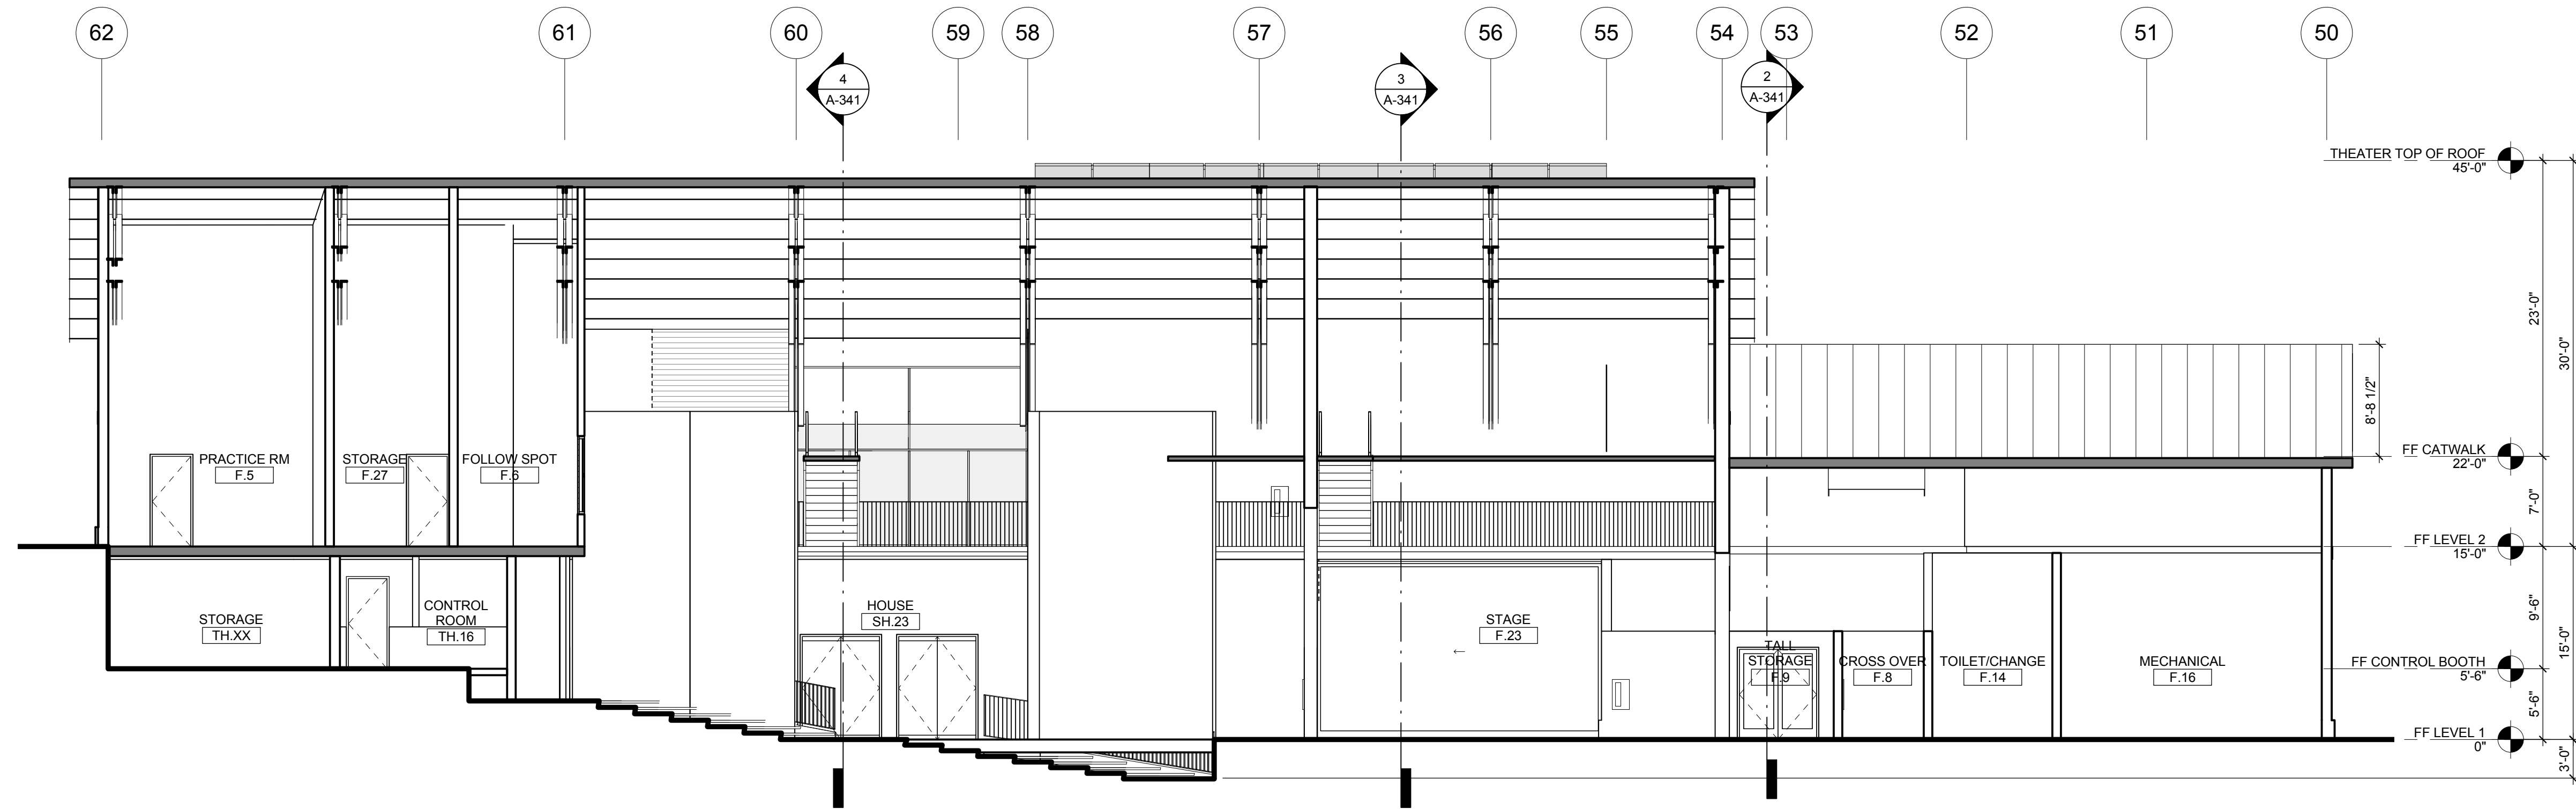 62
61
60
59
58
57
56
55
54
53
52
51
50
4
A-341
3
A-341
2
A-341
THEATER TOP OF ROOF
45'-0"
23'-0"
30'-0"
8'-8 1/2"
FF CATWALK
22'-0"
7'-0"
PRACTICE RM
F.5
STORAGE
F.27
FOLLOW SPOT
F.6
FF LEVEL 2
15'-0"
9'-6"
15'-0"
STORAGE
TH.XX
CONTROL
ROOM
TH.16
HOUSE
SH.23
STAGE
F.23
TALL
STORAGE
F.9
CROSS OVER
F.8
TOILET/CHANGE
F.14
MECHANICAL
F.16
FF CONTROL BOOTH
5'-6"
5'-6"
FF LEVEL 1
0"
3'-0"